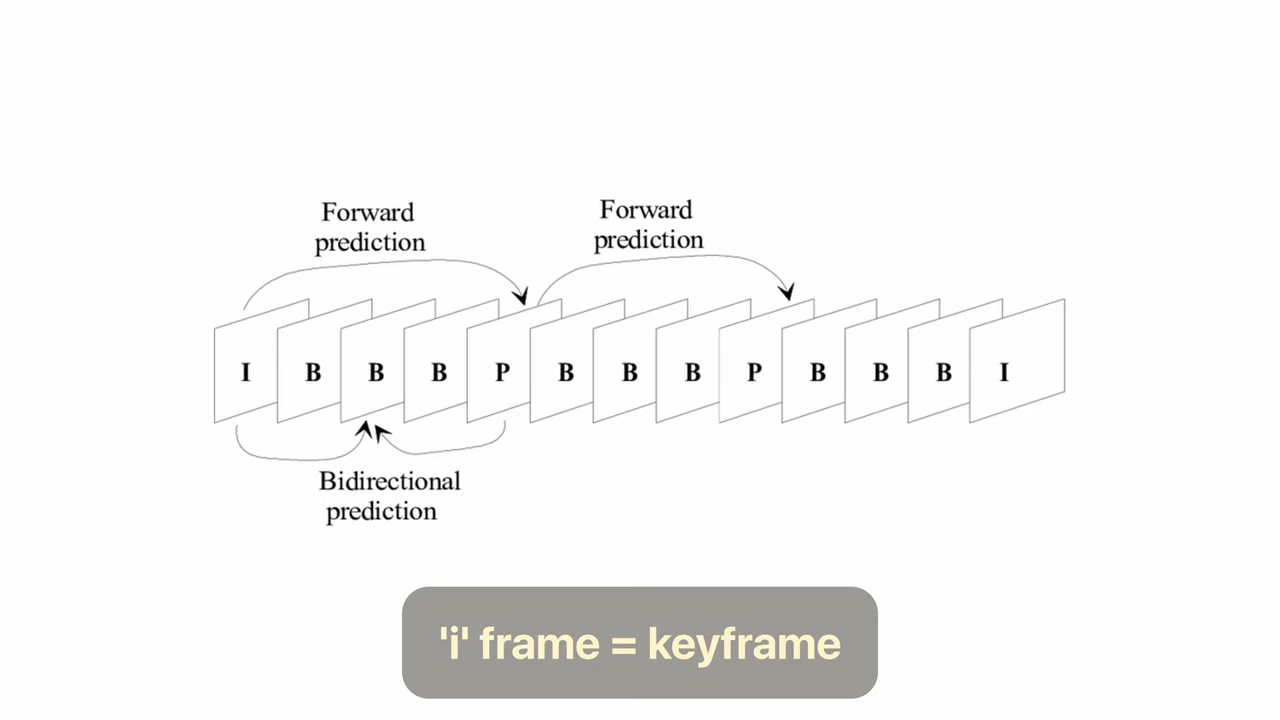 Forward
prediction
Forward
prediction
I B B B P B B B P B B B I
Bidirectional
prediction
'i' frame = keyframe